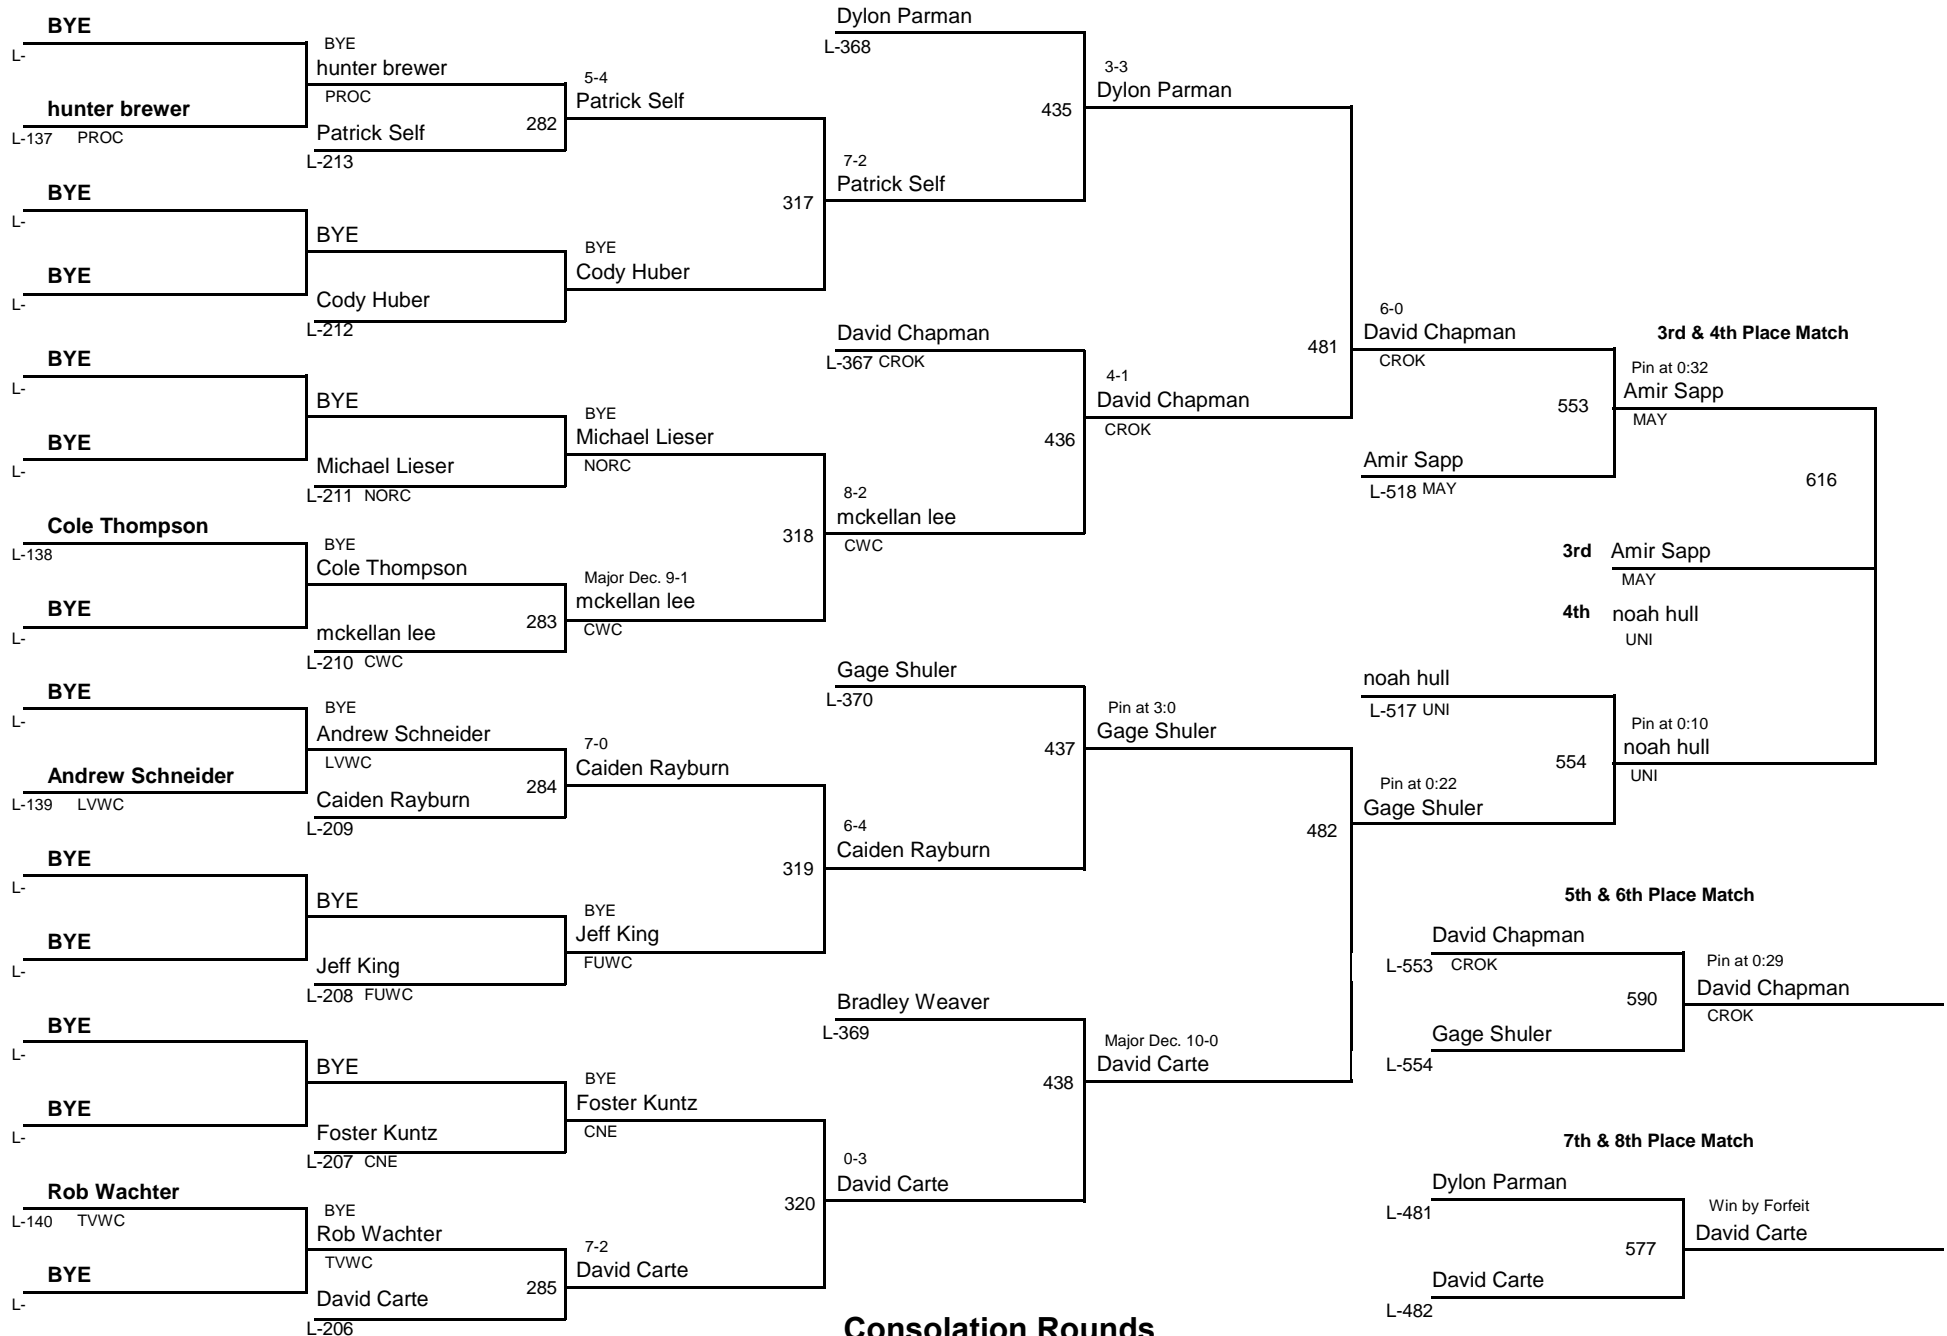 BYE
L-
hunter brewer
L-137 PROC
BYE
L-
BYE
L-
BYE
L-
BYE
L-
Cole Thompson
L-138
BYE
L-
BYE
L-
Andrew Schneider
L-139 LVWC
BYE
L-
BYE
L-
BYE
L-
BYE
L-
Rob Wachter
L-140 TVWC
BYE
L-
BYE
hunter brewer
PROC
Patrick Self
282
L-213
BYE
Cody Huber
L-212
BYE
Michael Lieser
L-211 NORC
BYE
Cole Thompson
mckellan lee
283
L-210 CWC
BYE
Andrew Schneider
LVWC
Caiden Rayburn
284
L-209
BYE
Jeff King
L-208 FUWC
BYE
Foster Kuntz
L-207 CNE
BYE
Rob Wachter
TVWC
David Carte
285
L-206
5-4
Patrick Self
317
BYE
Cody Huber
BYE
Michael Lieser
NORC
318
Major Dec. 9-1
mckellan lee
CWC
7-0
Caiden Rayburn
319
BYE
Jeff King
FUWC
BYE
Foster Kuntz
CNE
320
7-2
David Carte
Dylon Parman
L-368
435
7-2
Patrick Self
David Chapman
L-367 CROK
436
8-2
mckellan lee
CWC
Gage Shuler
L-370
437
6-4
Caiden Rayburn
Bradley Weaver
L-369
438
0-3
David Carte
3-3
Dylon Parman
481
4-1
David Chapman
CROK
Pin at 3:0
Gage Shuler
482
Major Dec. 10-0
David Carte
6-0
David Chapman
CROK
553
Amir Sapp
L-518 MAY
noah hull
L-517 UNI
554
Pin at 0:22
Gage Shuler
3rd & 4th Place Match
Pin at 0:32
Amir Sapp
MAY
616
3rd Amir Sapp
MAY
4th noah hull
UNI
Pin at 0:10
noah hull
UNI
5th & 6th Place Match
David Chapman
L-553 CROK
590
Gage Shuler
L-554
Pin at 0:29
David Chapman
CROK
7th & 8th Place Match
Dylon Parman
L-481
577
David Carte
L-482
Win by Forfeit
David Carte
Consolation Rounds